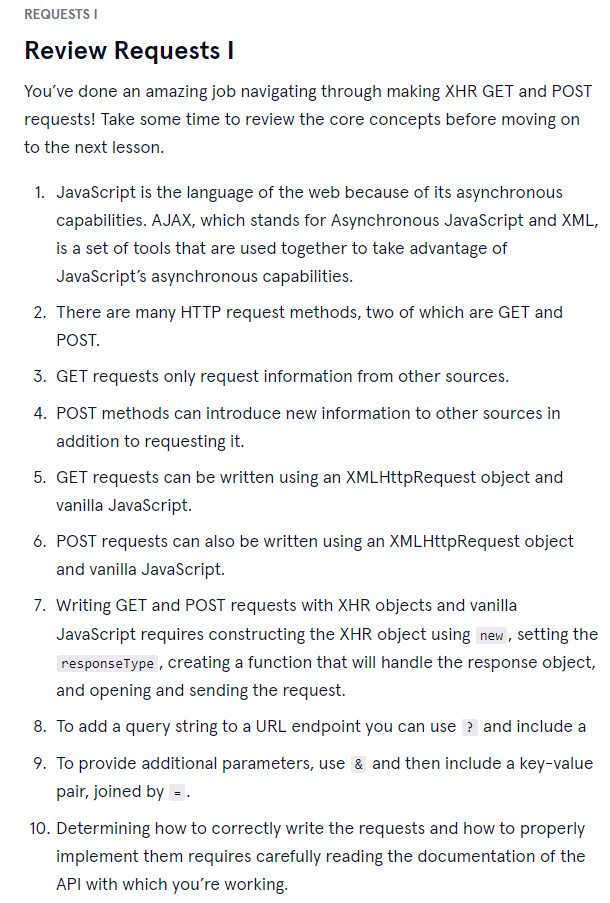 REQUESTS I
Review Requests I
You’ve done an amazing job navigating through making XHR GET and POST
requests! Take some time to review the core concepts before moving on
to the next lesson.
1. JavaScript is the language of the web because of its asynchronous
capabilities. AJAX, which stands for Asynchronous JavaScript and XML,
is a set of tools that are used together to take advantage of
JavaScript’s asynchronous capabilities.
2. There are many HTTP request methods, two of which are GET and
POST.
3. GET requests only request information from other sources.
4. POST methods can introduce new information to other sources in
addition to requesting it.
5. GET requests can be written using an XMLHttpRequest object and
vanilla JavaScript.
6. POST requests can also be written using an XMLHttpRequest object
and vanilla JavaScript.
7. Writing GET and POST requests with XHR objects and vanilla
JavaScript requires constructing the XHR object using new, setting the
responseType, creating a function that will handle the response object,
and opening and sending the request.
8. To add a query string to a URL endpoint you can use ? and include a
9. To provide additional parameters, use & and then include a key-value
pair, joined by =.
10. Determining how to correctly write the requests and how to properly
implement them requires carefully reading the documentation of the
API with which you’re working.